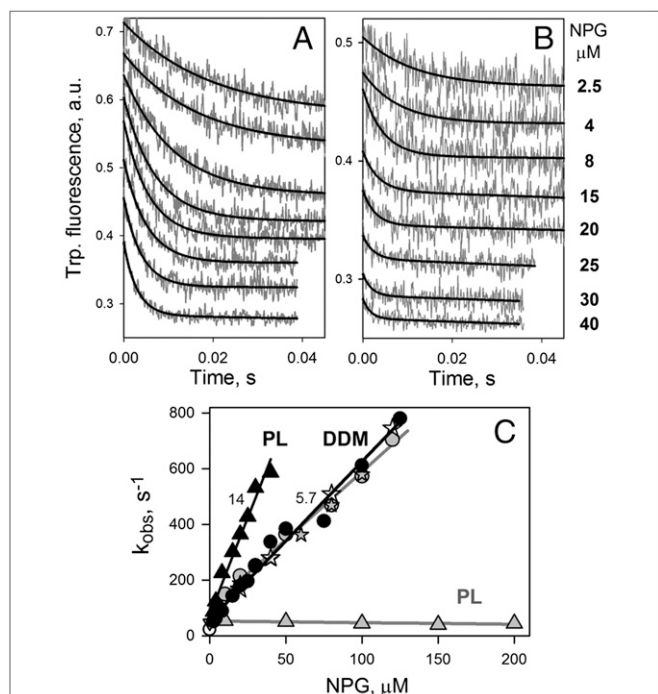 A
B
NPG
μM
0.7
0.6
0.5
0.4
0.3
Trp. fluorescence, a.u.
0.00 0.02 0.04
Time, s
0.5
0.4
0.3
0.00 0.02 0.04
Time, s
2.5
4
8
15
20
25
30
40
C
PL
DDM
14
5.7
PL
800
600
400
200
0
kobs, s-1
0 50 100 150 200
NPG, μM